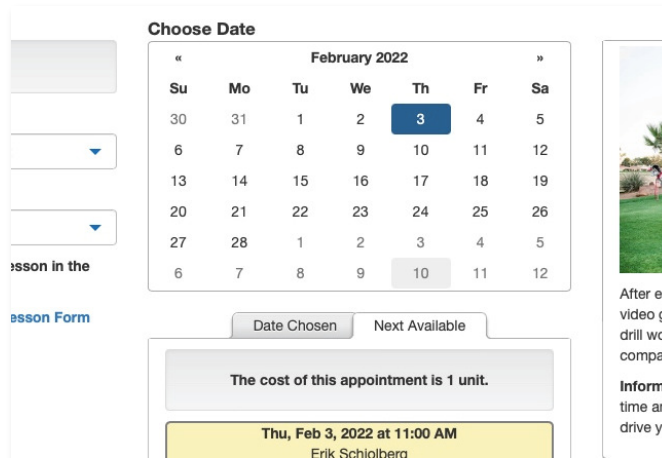 Choose Date
« February 2022 »
Su Mo Tu We Th Fr Sa
30 31 1 2 3 4 5
6 7 8 9 10 11 12
13 14 15 16 17 18 19
20 21 22 23 24 25 26
27 28 1 2 3 4 5
6 7 8 9 10 11 12
esson in the
esson Form
Date Chosen Next Available
The cost of this appointment is 1 unit.
Thu, Feb 3, 2022 at 11:00 AM
Erik Schjolberg
After e
video g
drill wo
compa
Inform
time an
drive y